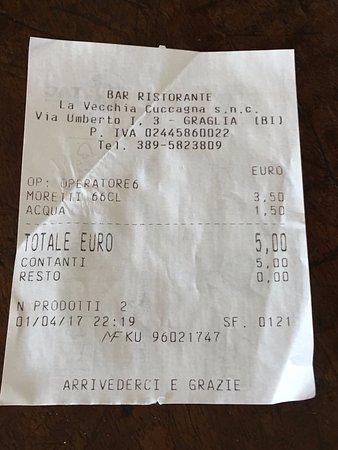 BAR RISTORANTE
La Vecchia Cuccagna s.n.c.
Via Umberto I, 3 - GRAGLIA (BI)
P. IVA 02445860022
Tel. 389-5823809
EURO
OP: OPERATORE6
MORETTI 66CL 3,50
ACQUA 1,50
TOTALE EURO 5,00
CONTANTI 5,00
RESTO 0,00
N PRODOTTI 2
01/04/17 22:19 SF. 0121
MF KU 96021747
ARRIVEDERCI E GRAZIE